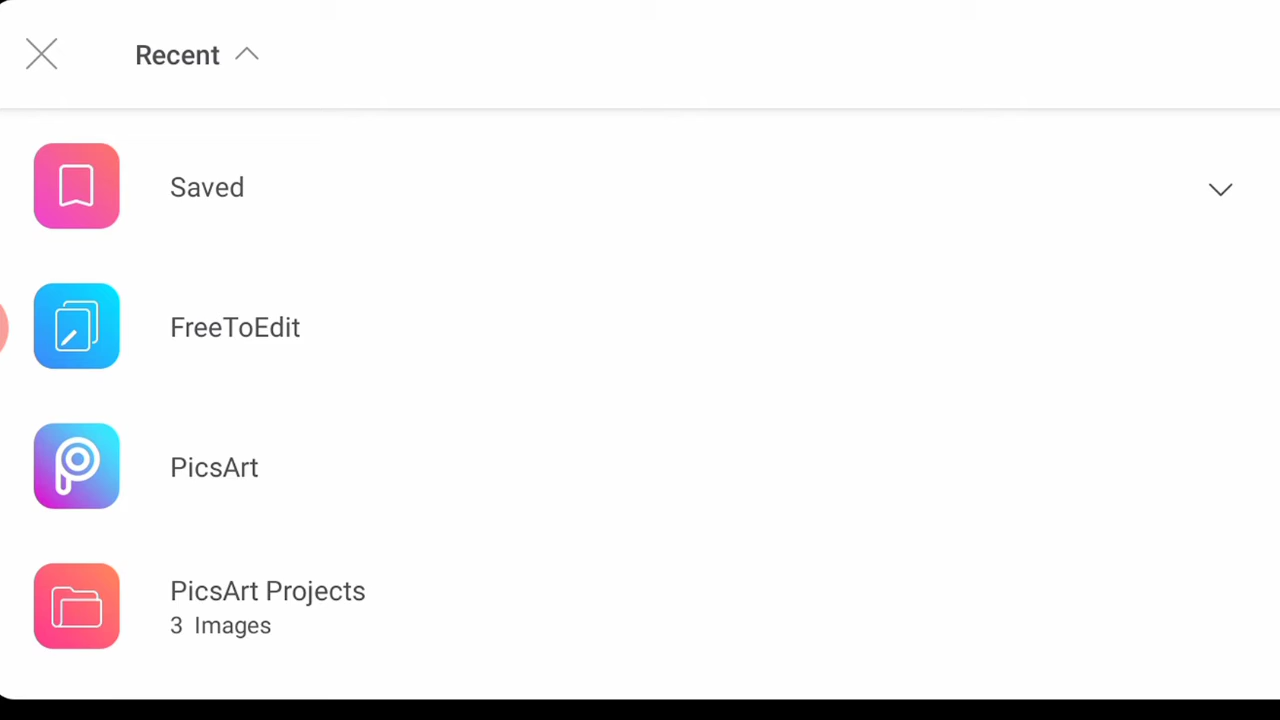 Recent
Saved
FreeToEdit
PicsArt
PicsArt Projects
3 Images